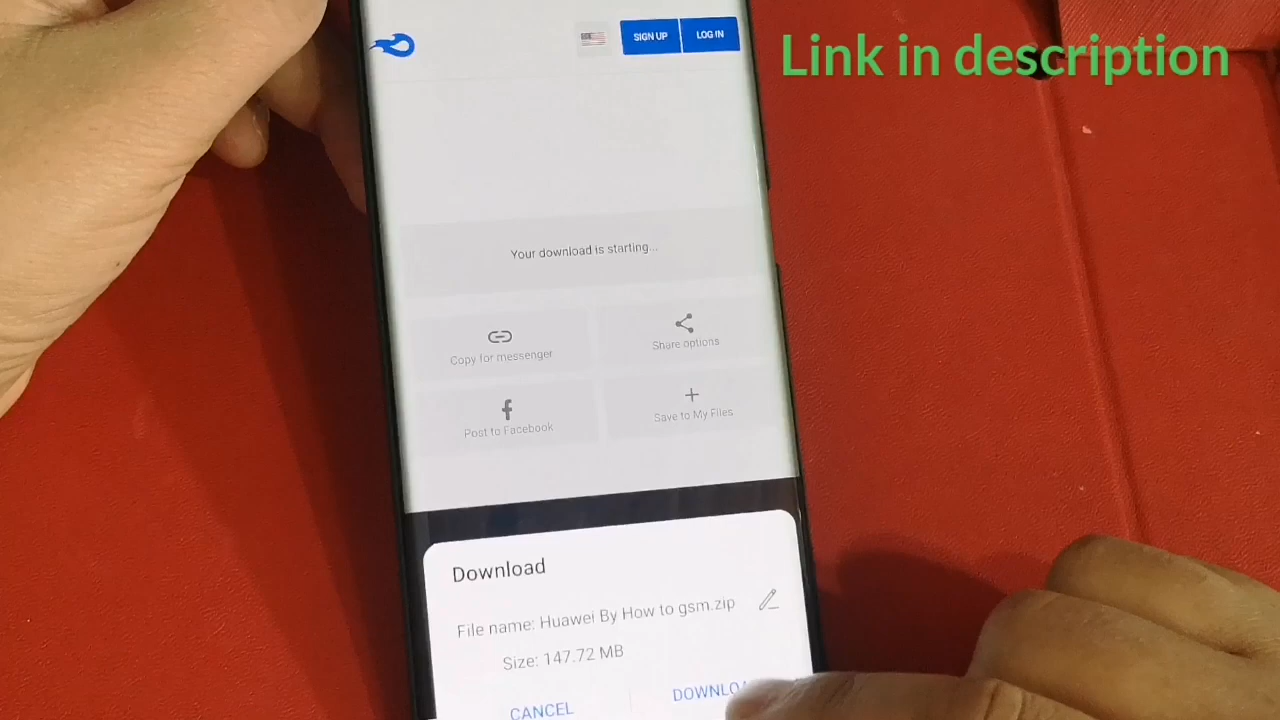 SIGN UP
LOG IN
Link in description
Your download is starting...
Copy for messenger
Share options
Post to Facebook
Save to My Files
Download
File name: Huawei By How to gsm.zip
Size: 147.72 MB
CANCEL